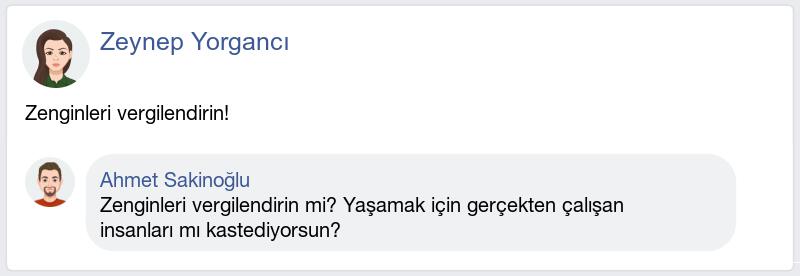 Zeynep Yorgancı
Zenginleri vergilendirin!
Ahmet Sakinoğlu
Zenginleri vergilendirin mi? Yaşamak için gerçekten çalışan
insanları mı kastediyorsun?